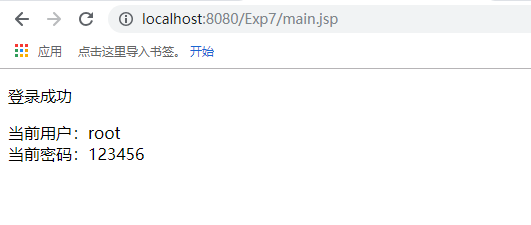 localhost:8080/Exp7/main.jsp
应用 点击这里导入书签。 开始
登录成功
当前用户：root
当前密码：123456